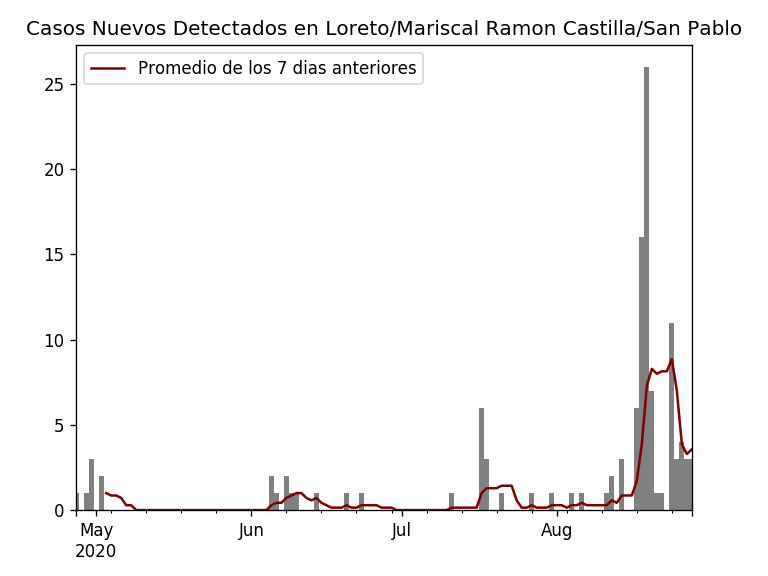 Casos Nuevos Detectados en Loreto/Mariscal Ramon Castilla/San Pablo
Promedio de los 7 dias anteriores
25
20
15
10
5
0
May Jun Jul Aug
2020